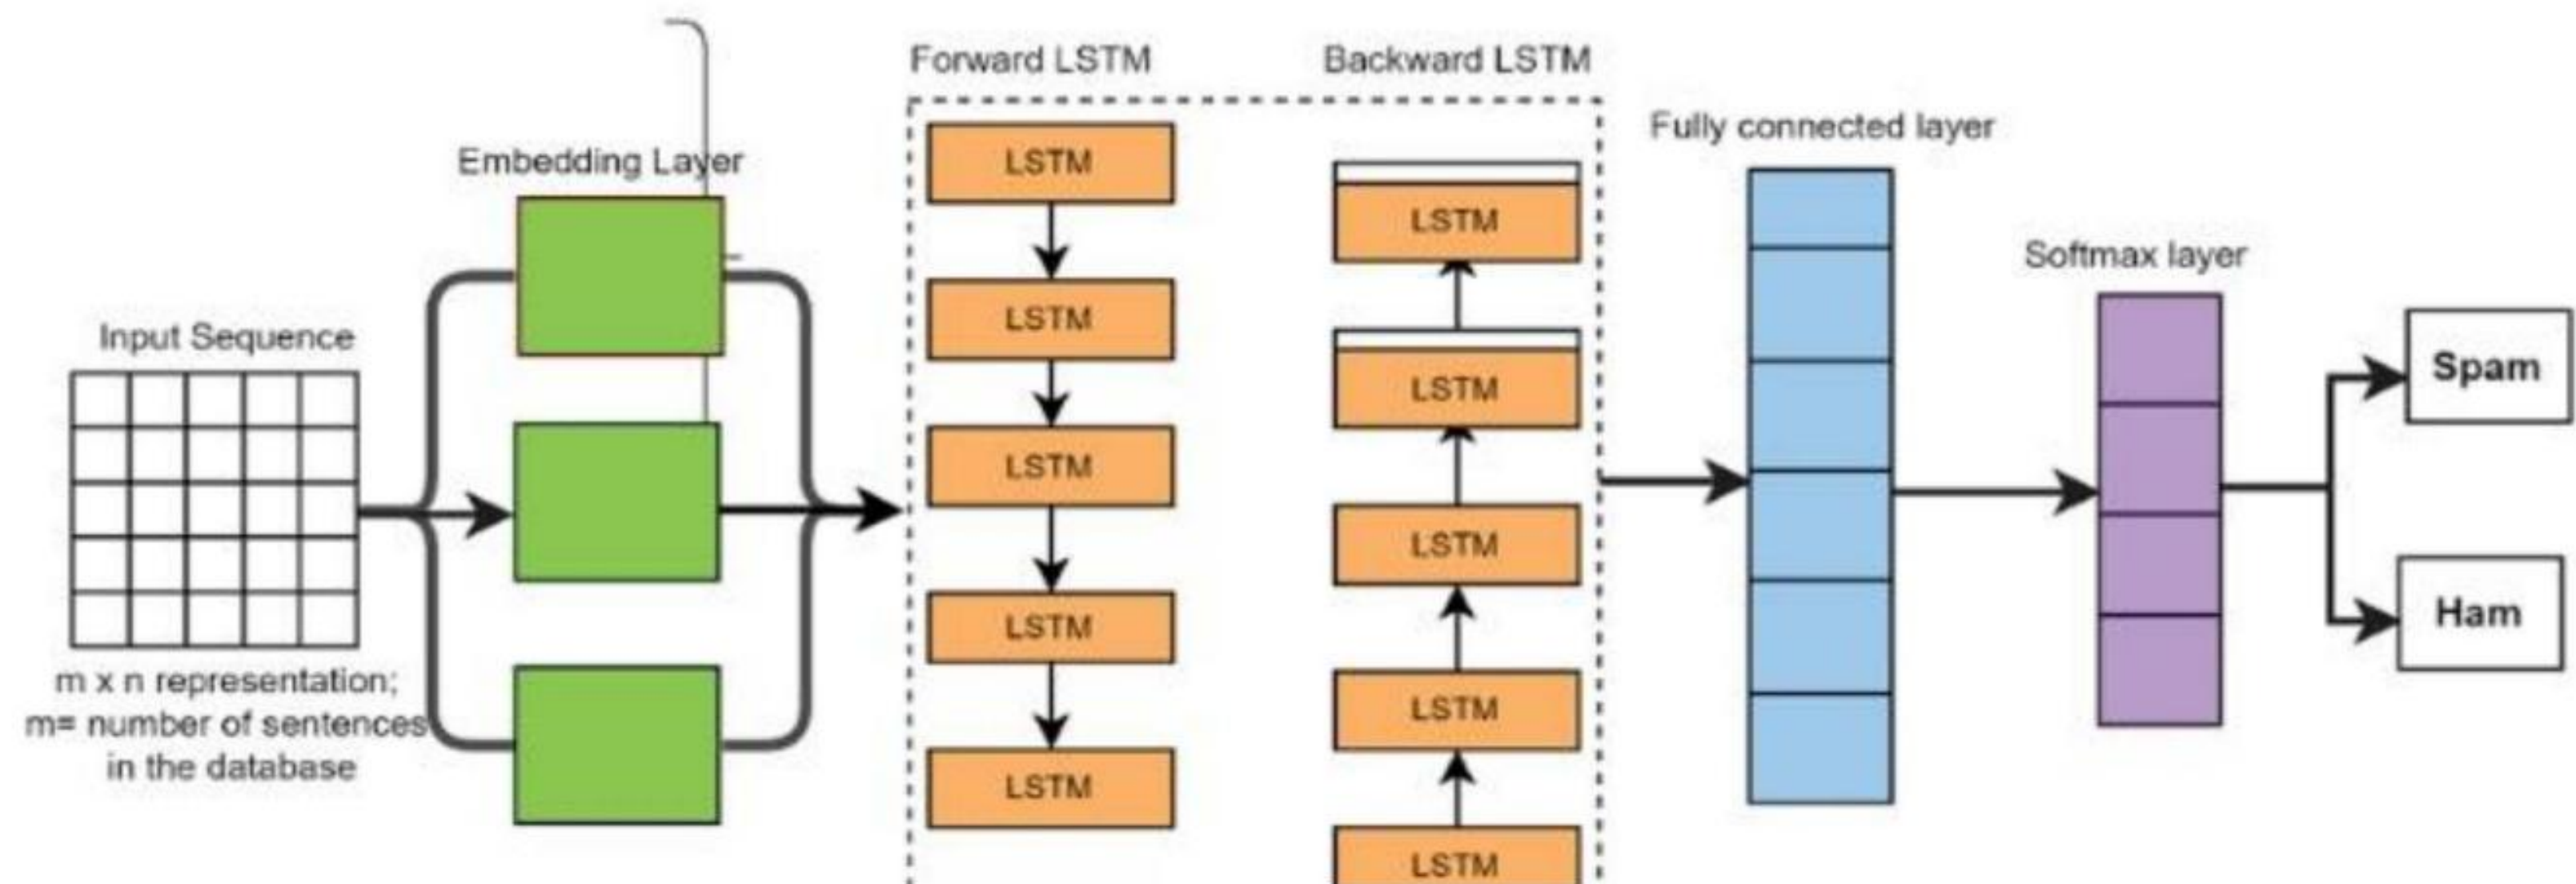 Input Sequence
m x n representation;
m= number of sentences
in the database
Embedding Layer
Forward LSTM
LSTM
LSTM
LSTM
LSTM
LSTM
Backward LSTM
LSTM
LSTM
LSTM
LSTM
LSTM
Fully connected layer
Softmax layer
Spam
Ham